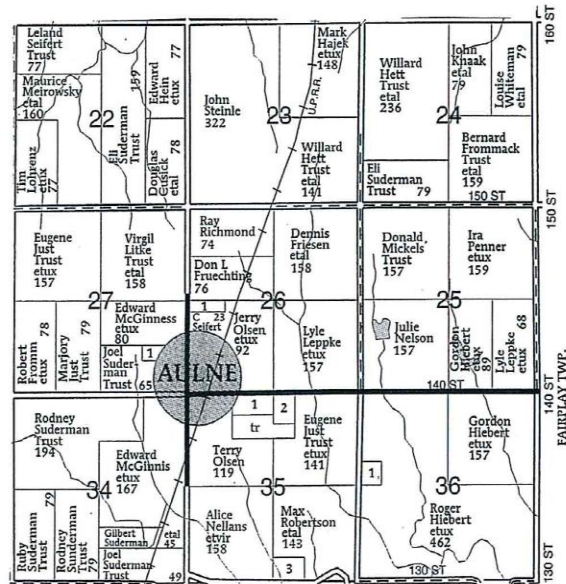 Leland
Seifert
Trust
77
Maurice
Meirowsky
etal
160
Tim
Lohrenz
etux
77
22
Eli
Suderman
Trust
159
Edward
Hein
etux
77
Douglas
Gusick
etal
78
John
Steinle
322
23
Mark
Hajek
etux
148
U.P.R.R.
Willard
Hett
Trust
etal
141
Willard
Hett
Trust
etal
236
24
John
Knaak
etal
79
Louise
Whiteman
etal
79
Eli
Suderman
Trust 79
Bernard
Frommack
Trust
etal
159
150 ST
160 ST
150 ST
Eugene
Just
Trust
etux
157
Virgil
Litke
Trust
etal
158
27
Robert
Fromm
etux
78
Marjory
Just
Trust
79
Edward
McGinness
etux
80
Joel
Suder
man
Trust 65
1
Ray
Richmond
74
Don L
Fruechting
76
1
C 23
Seifert
26
Jerry
Olsen
etux
92
Dennis
Friesen
etal
158
Lyle
Leppke
etux
157
Donald
Mickels
Trust
157
Ira
Penner
etux
159
25
Julie
Nelson
157
Gordon
Hiebert
etux
89
Lyle
Leppke
etux
68
140 ST
140 ST
FAIRPLAY TWP.
AULNE
Rodney
Suderman
Trust
194
34
Edward
McGinnis
etux
167
Ruby
Suderman
Trust
79
Rodney
Sunderman
Trust
79
Gilbert
Suderman
etal
45
Joel
Suderman
Trust 49
1
2
tr
Terry
Olsen
119
Eugene
Just
Trust
etux
141
35
Alice
Nellans
etvir
158
Max
Robertson
etal
143
3
1
Gordon
Hiebert
etux
157
36
Roger
Hiebert
etux
462
130 ST
130 ST